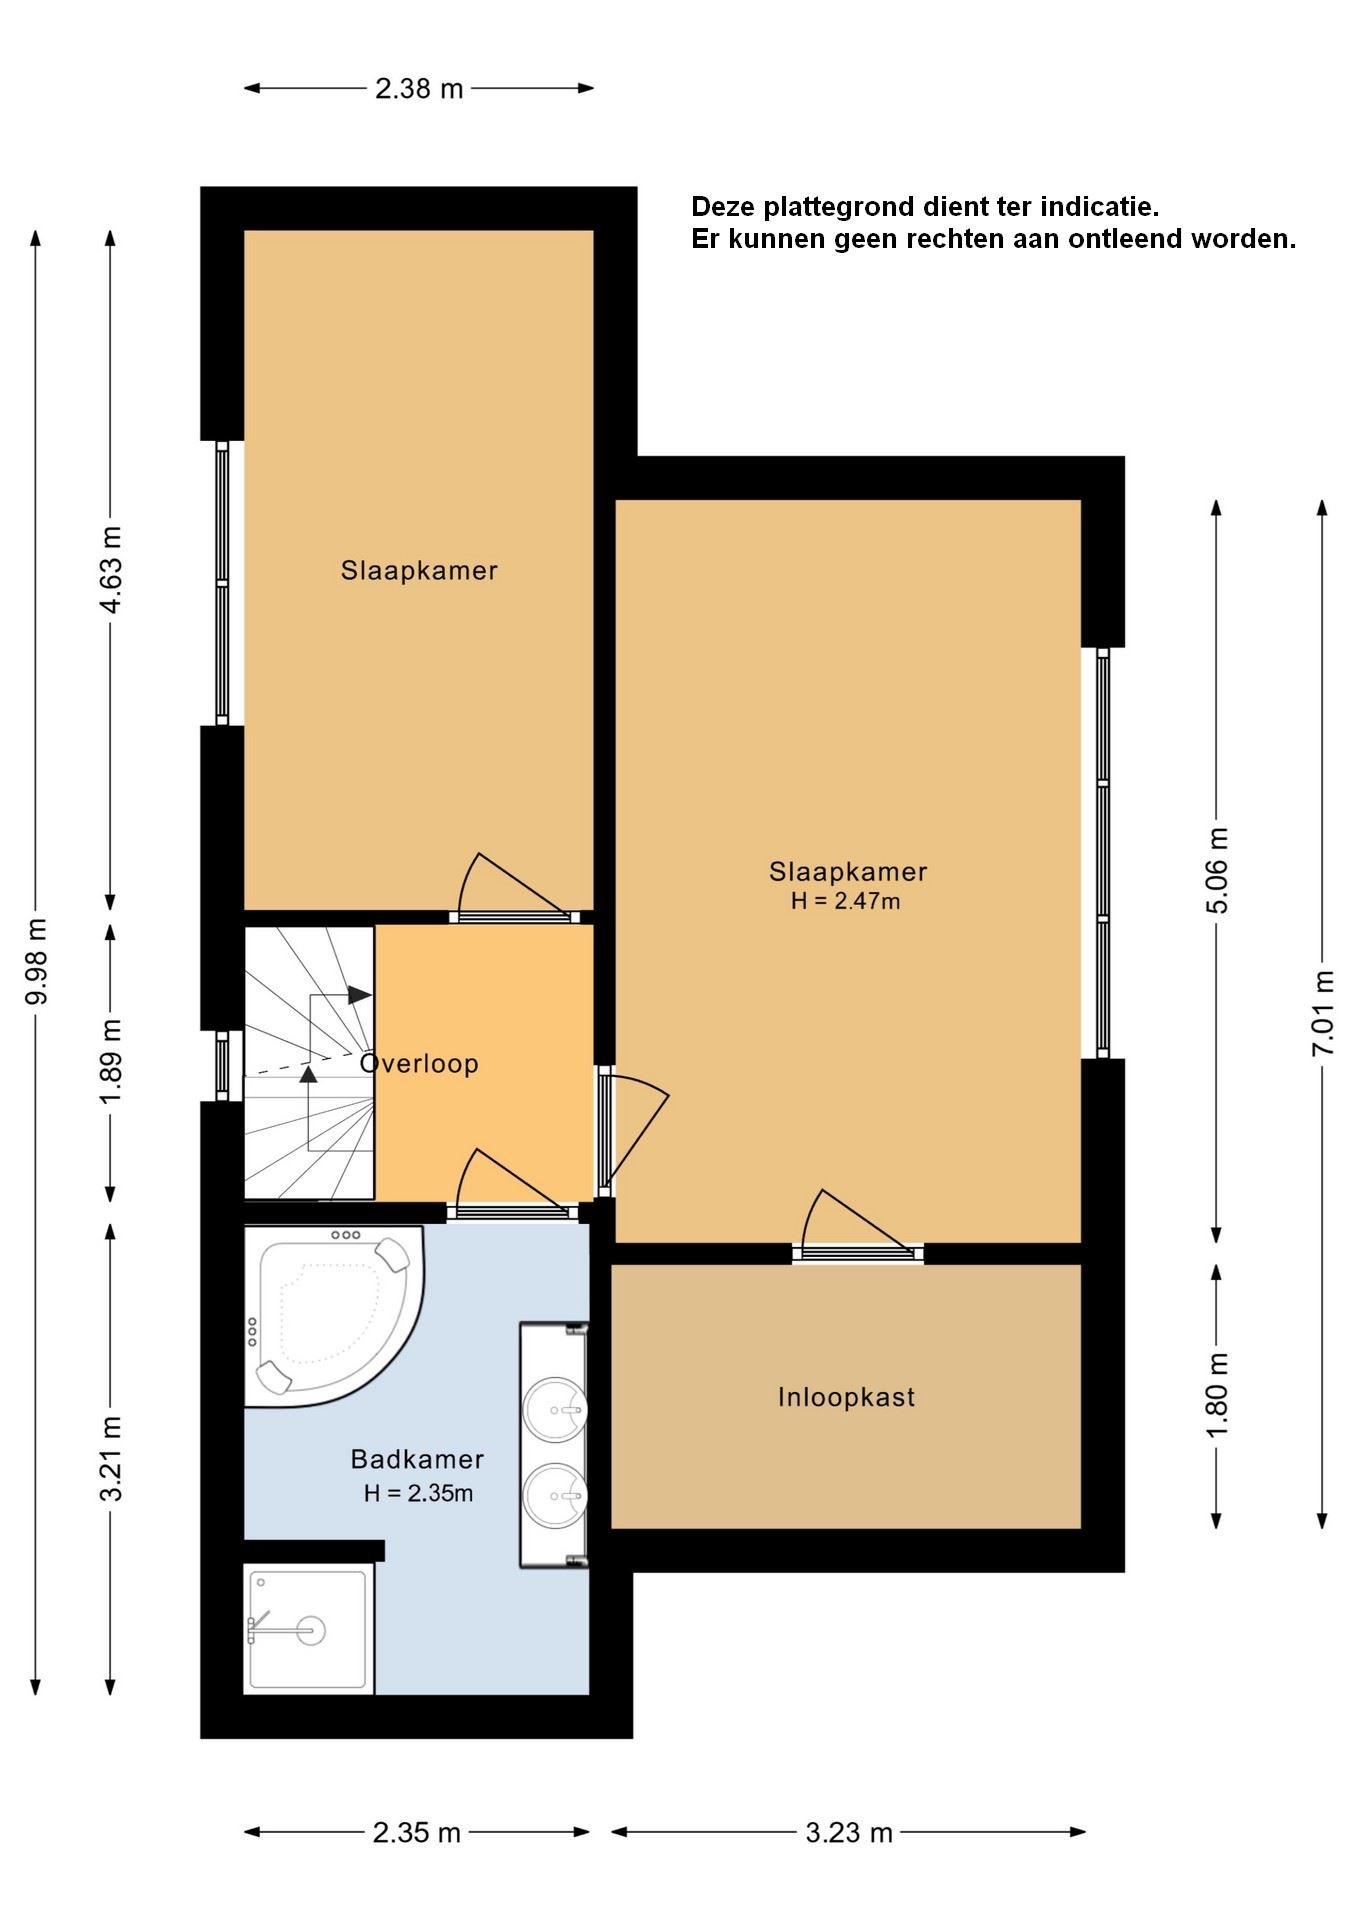 2.38 m
Deze plattegrond dient ter indicatie.
Er kunnen geen rechten aan ontleend worden.
Slaapkamer
4.63 m
Slaapkamer
H = 2.47m
5.06 m
9.98 m
7.01 m
1.89 m
Overloop
Inloopkast
1.80 m
Badkamer
H = 2.35m
3.21 m
2.35 m
3.23 m